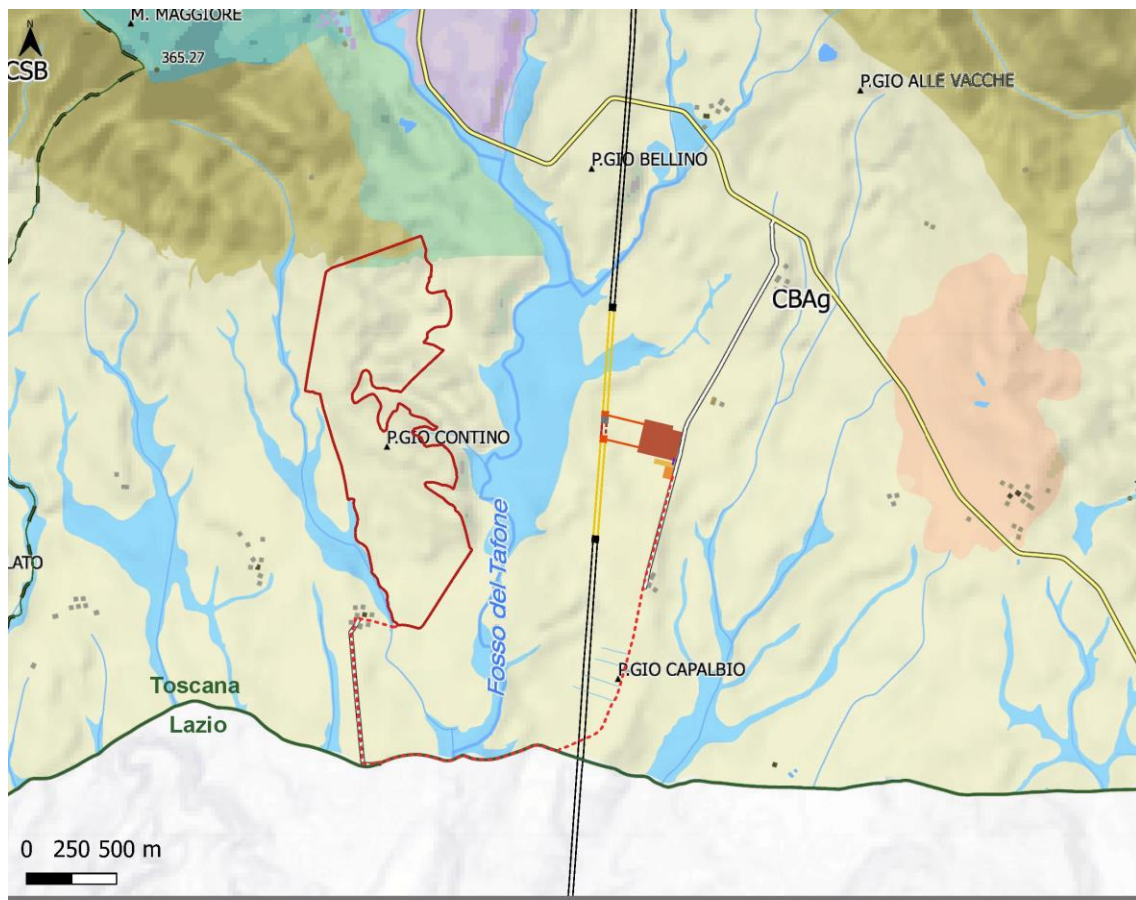 M. MAGGIORE
N
365.27
CSB
P.GIO ALLE VACCHE
P.GIO BELLINO
CBAg
P.GIO CONTINO
LATO
Fosso del Tafone
P.GIO CAPALBIO
Toscana
Lazio
0 250 500 m